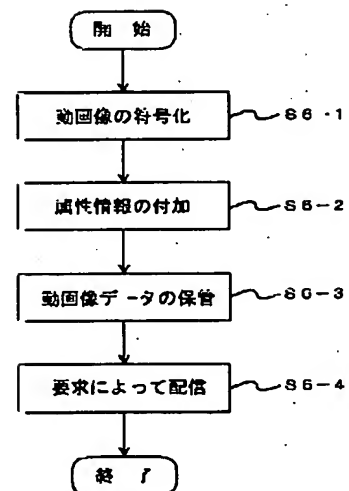 開 始
動画像の符号化
S6-1
属性情報の付加
S6-2
動画像データの保管
S6-3
要求によって配信
S6-4
終 了